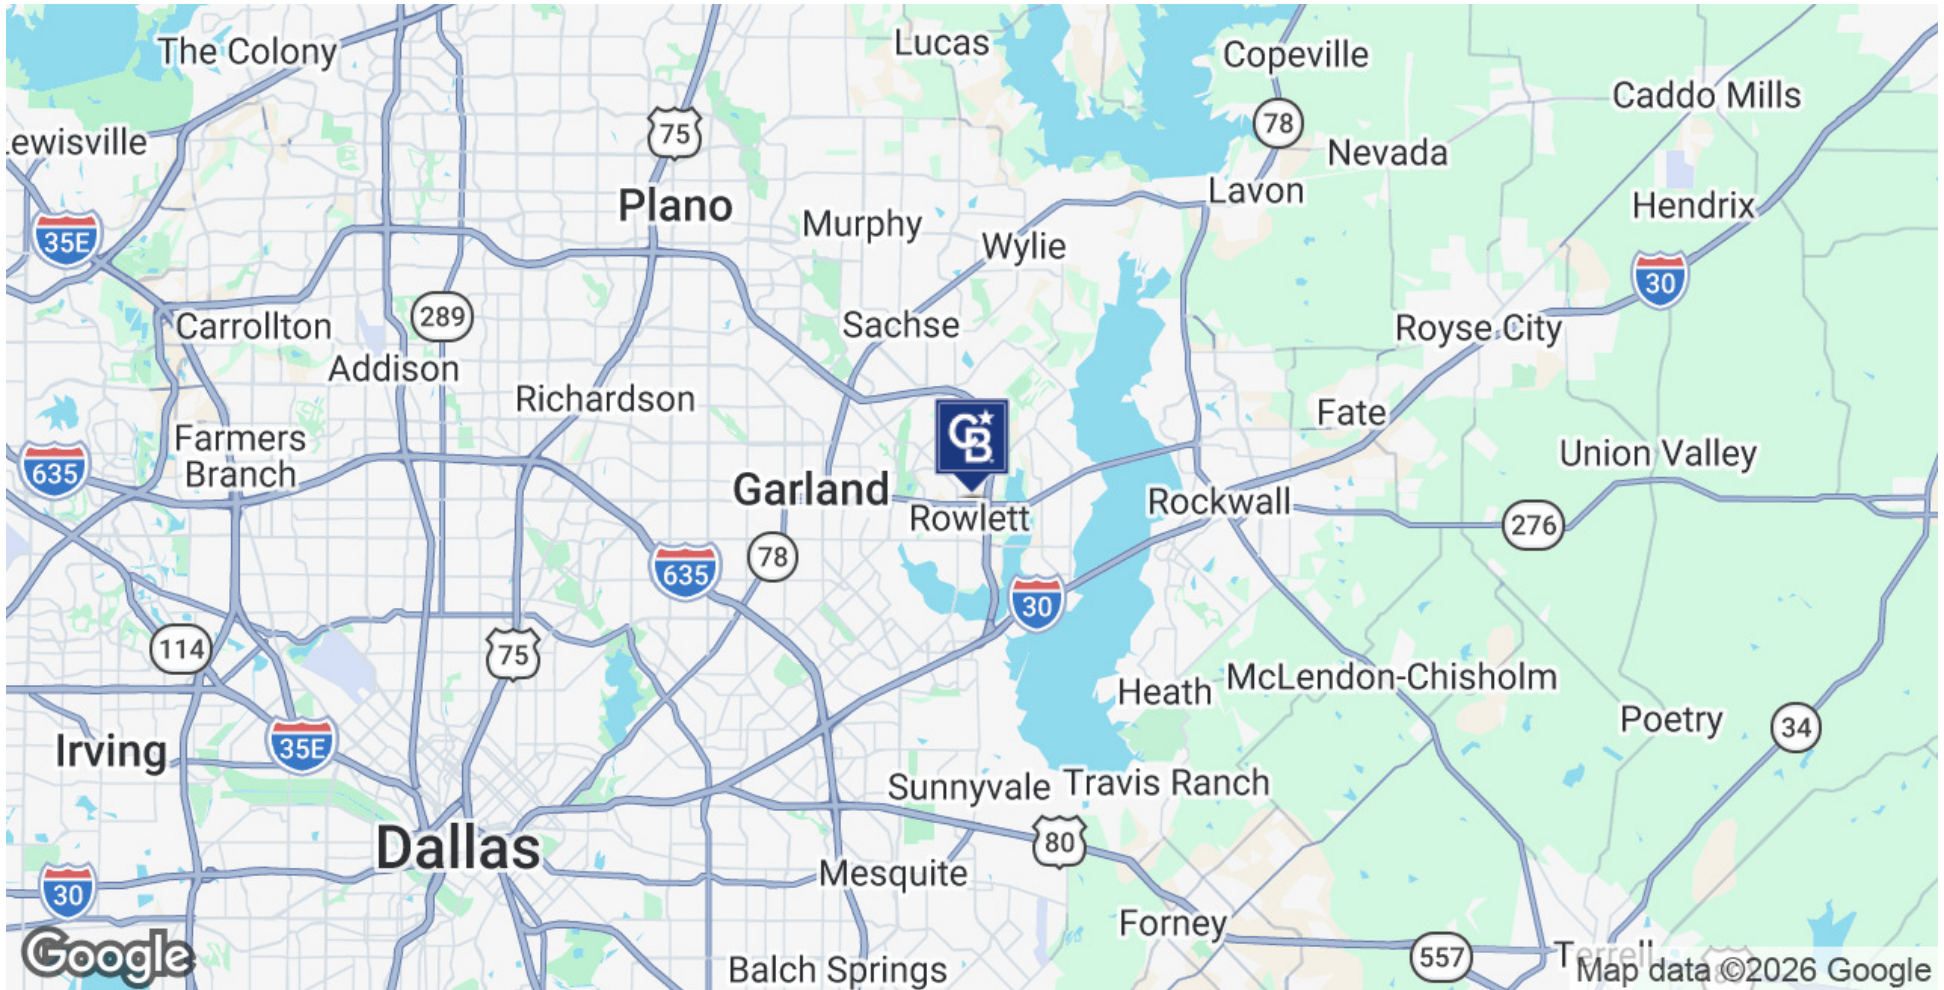 The Colony
Lucas
Copeville
Caddo Mills
78
75
ewisville
Nevada
Lavon
Plano
Hendrix
Murphy
35E
Wylie
30
289
Carrollton
Sachse
Royse City
Addison
Richardson
Fate
CB
Farmers
Branch
635
Union Valley
Garland
Rockwall
Rowlett
276
78
635
30
114
75
McLendon-Chisholm
Heath
Poetry
34
Irving
35E
Sunnyvale
Travis Ranch
80
Dallas
Mesquite
30
Forney
Google
557
Terrell
Balch Springs
80
Map data ©2026 Google